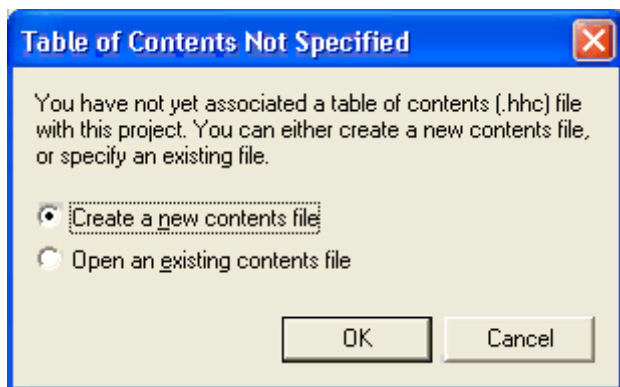 Table of Contents Not Specified
You have not yet associated a table of contents (.hhc) file
with this project. You can either create a new contents file,
or specify an existing file.
Create a new contents file
Open an existing contents file
OK Cancel